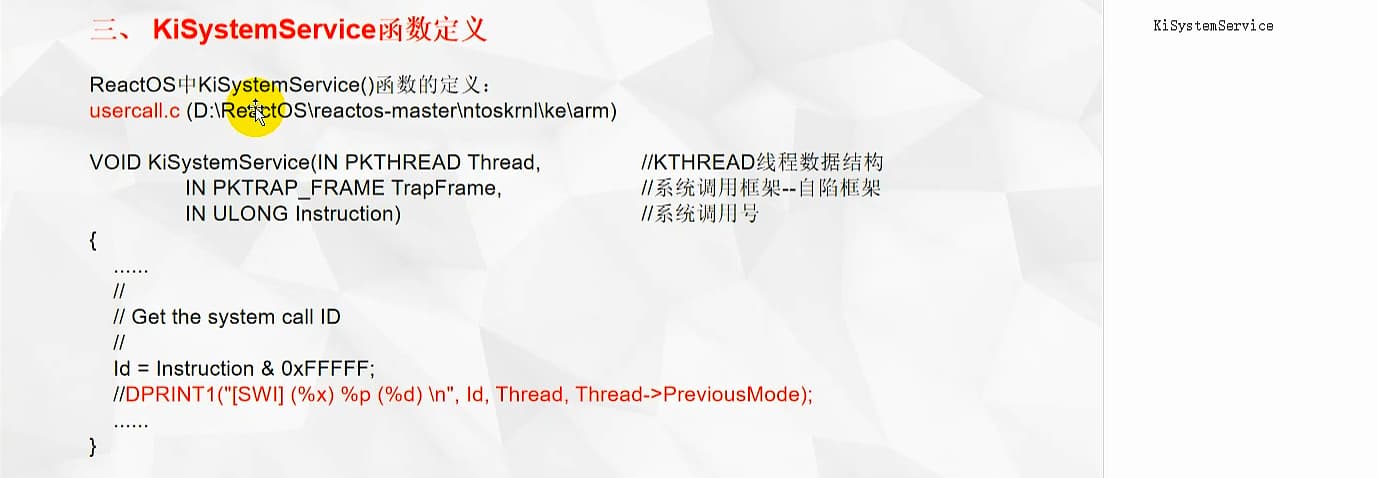 三、 KiSystemService函数定义
ReactOS中KiSystemService()函数的定义：
usercall.c (D:\ReactOS\reactos-master\ntoskrnl\ke\arm)
VOID KiSystemService(IN PKTHREAD Thread, //KTHREAD线程数据结构
IN PKTRAP_FRAME TrapFrame, //系统调用框架--自陷框架
IN ULONG Instruction) //系统调用号
{
......
//
// Get the system call ID
//
Id = Instruction & 0xFFFFF;
//DPRINT1("[SWI] (%x) %p (%d) \n", Id, Thread, Thread->PreviousMode);
......
}
KiSystemService